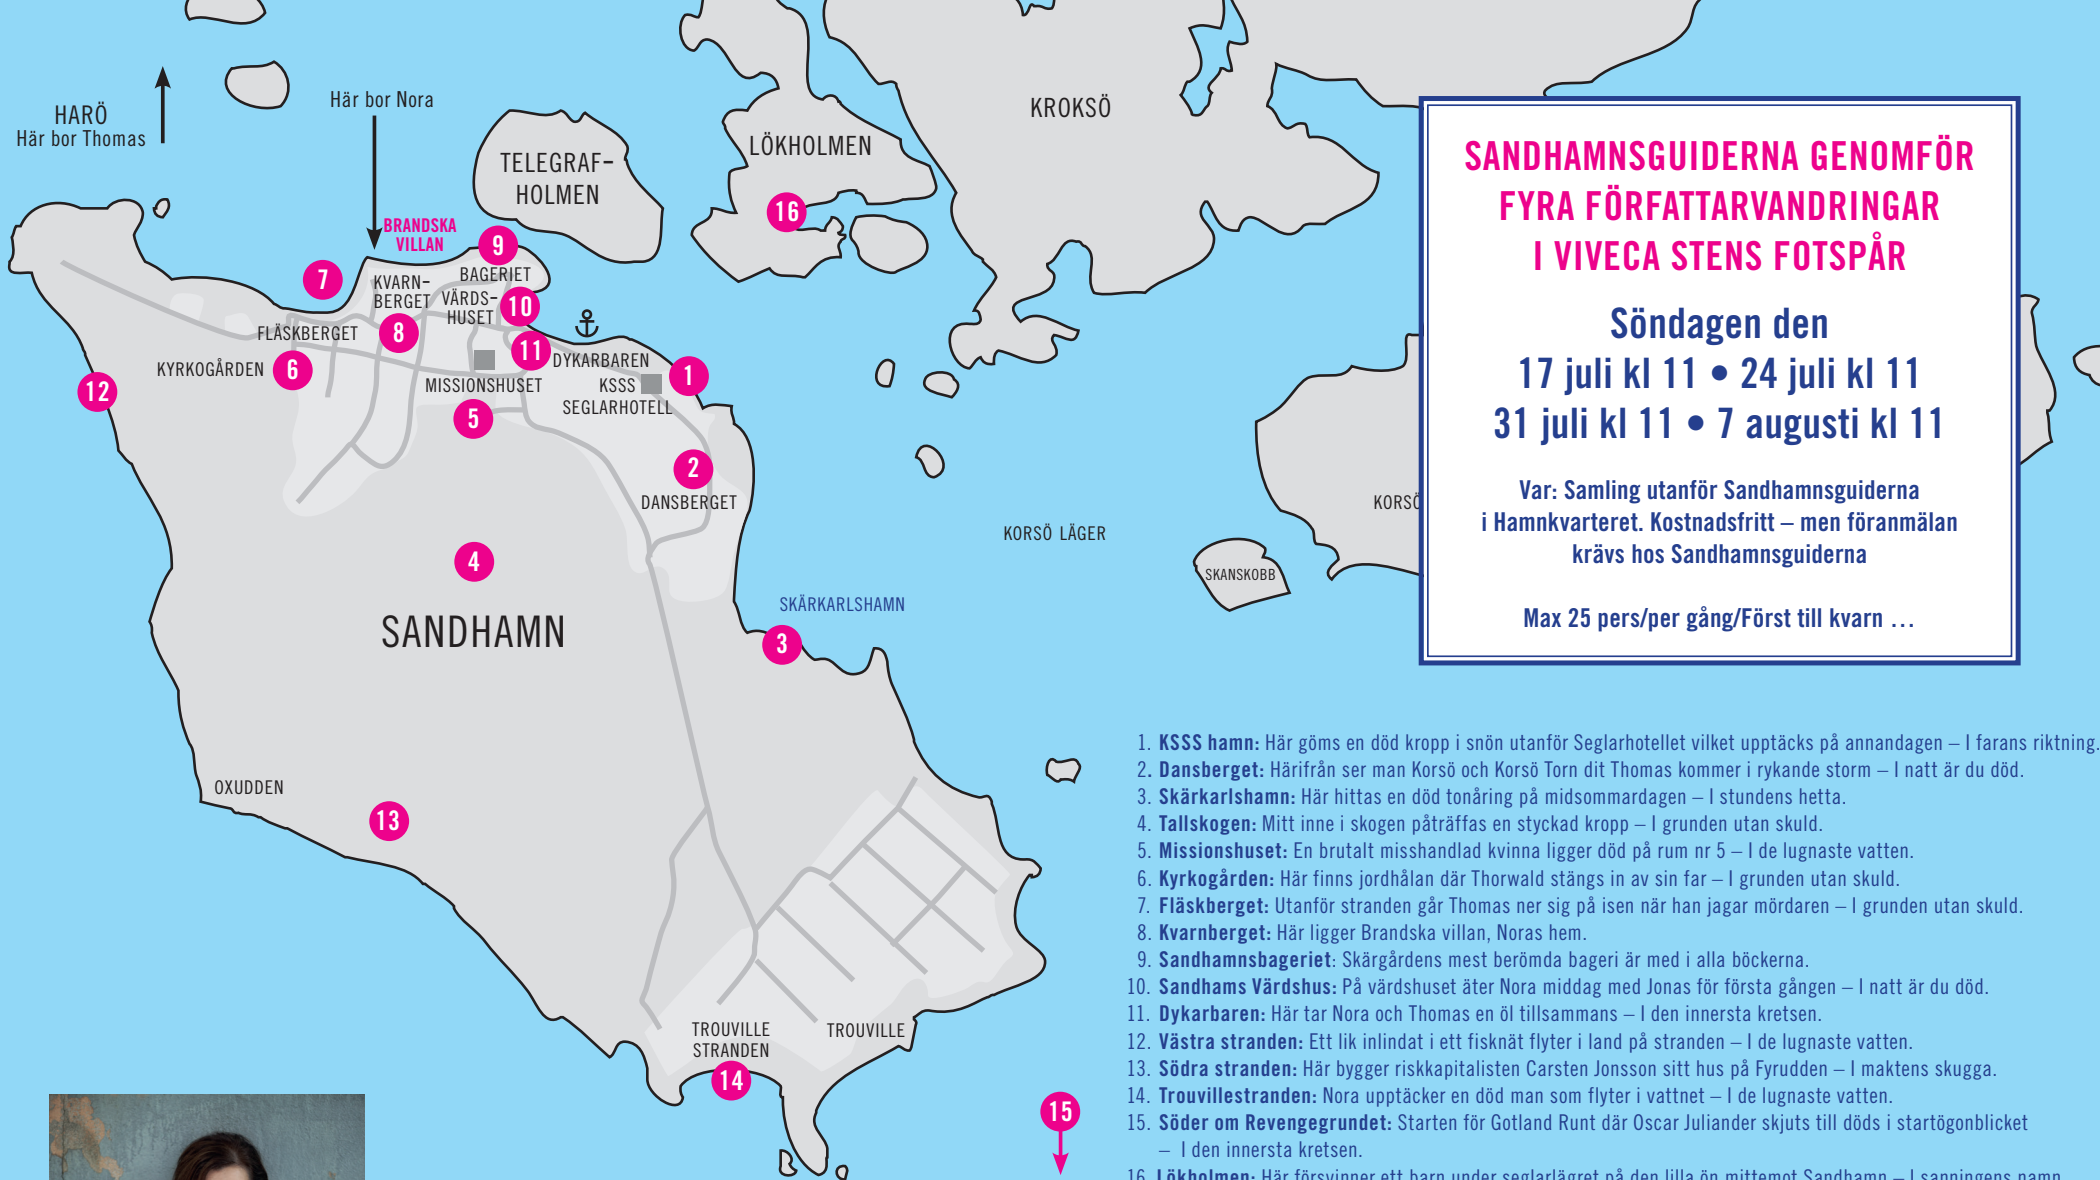 HARÖ
Här bor Thomas
Här bor Nora
TELEGRAF-
HOLMEN
LÖKHOLMEN
KROKSÖ
16
BRANDSKA
VILLAN
9
BAGERIET
7
KVARN-
BERGET
VÄRDS-
HUSET
10
FLÄSKBERGET
8
11
DYKARBAREN
KYRKOGÅRDEN
6
12
MISSIONSHUSET
KSSS
SEGLARHOTELL
1
5
2
DANSBERGET
KORSÖ LÄGER
KORSÖ
SKANSKOBB
4
SANDHAMN
SKÄRKARLSHAMN
3
OXUDDEN
13
TROUVILLE
STRANDEN
TROUVILLE
14
15
SANDHAMNSGUIDERNA GENOMFÖR
FYRA FÖRFATTARVANDRINGAR
I VIVECA STENS FOTSPÅR
Söndagen den
17 juli kl 11 • 24 juli kl 11
31 juli kl 11 • 7 augusti kl 11
Var: Samling utanför Sandhamnsguiderna
i Hamnkvarteret. Kostnadsfritt – men föranmälan
krävs hos Sandhamnsguiderna
Max 25 pers/per gång/Först till kvarn …
1. KSSS hamn: Här göms en död kropp i snön utanför Seglarhotellet vilket upptäcks på annandagen – I farans riktning.
2. Dansberget: Härifrån ser man Korsö och Korsö Torn dit Thomas kommer i rykande storm – I natt är du död.
3. Skärkarlshamn: Här hittas en död tonåring på midsommardagen – I stundens hetta.
4. Tallskogen: Mitt inne i skogen påträffas en styckad kropp – I grunden utan skuld.
5. Missionshuset: En brutalt misshandlad kvinna ligger död på rum nr 5 – I de lugnaste vatten.
6. Kyrkogården: Här finns jordhålan där Thorwald stängs in av sin far – I grunden utan skuld.
7. Fläskberget: Utanför stranden går Thomas ner sig på isen när han jagar mördaren – I grunden utan skuld.
8. Kvarnberget: Här ligger Brandska villan, Noras hem.
9. Sandhamnsbageriet: Skärgårdens mest berömda bageri är med i alla böckerna.
10. Sandhams Värdshus: På värdshuset äter Nora middag med Jonas för första gången – I natt är du död.
11. Dykarbaren: Här tar Nora och Thomas en öl tillsammans – I den innersta kretsen.
12. Västra stranden: Ett lik inlindat i ett fisknät flyter i land på stranden – I de lugnaste vatten.
13. Södra stranden: Här bygger riskkapitalisten Carsten Jonsson sitt hus på Fyrudden – I maktens skugga.
14. Trouvillestranden: Nora upptäcker en död man som flyter i vattnet – I de lugnaste vatten.
15. Söder om Revengegrundet: Starten för Gotland Runt där Oscar Juliander skjuts till döds i startögonblicket
– I den innersta kretsen.
16. Lökholmen: Här försvinner ett barn under seglarlägret på den lilla ön mittemot Sandhamn – I sanningens namn.